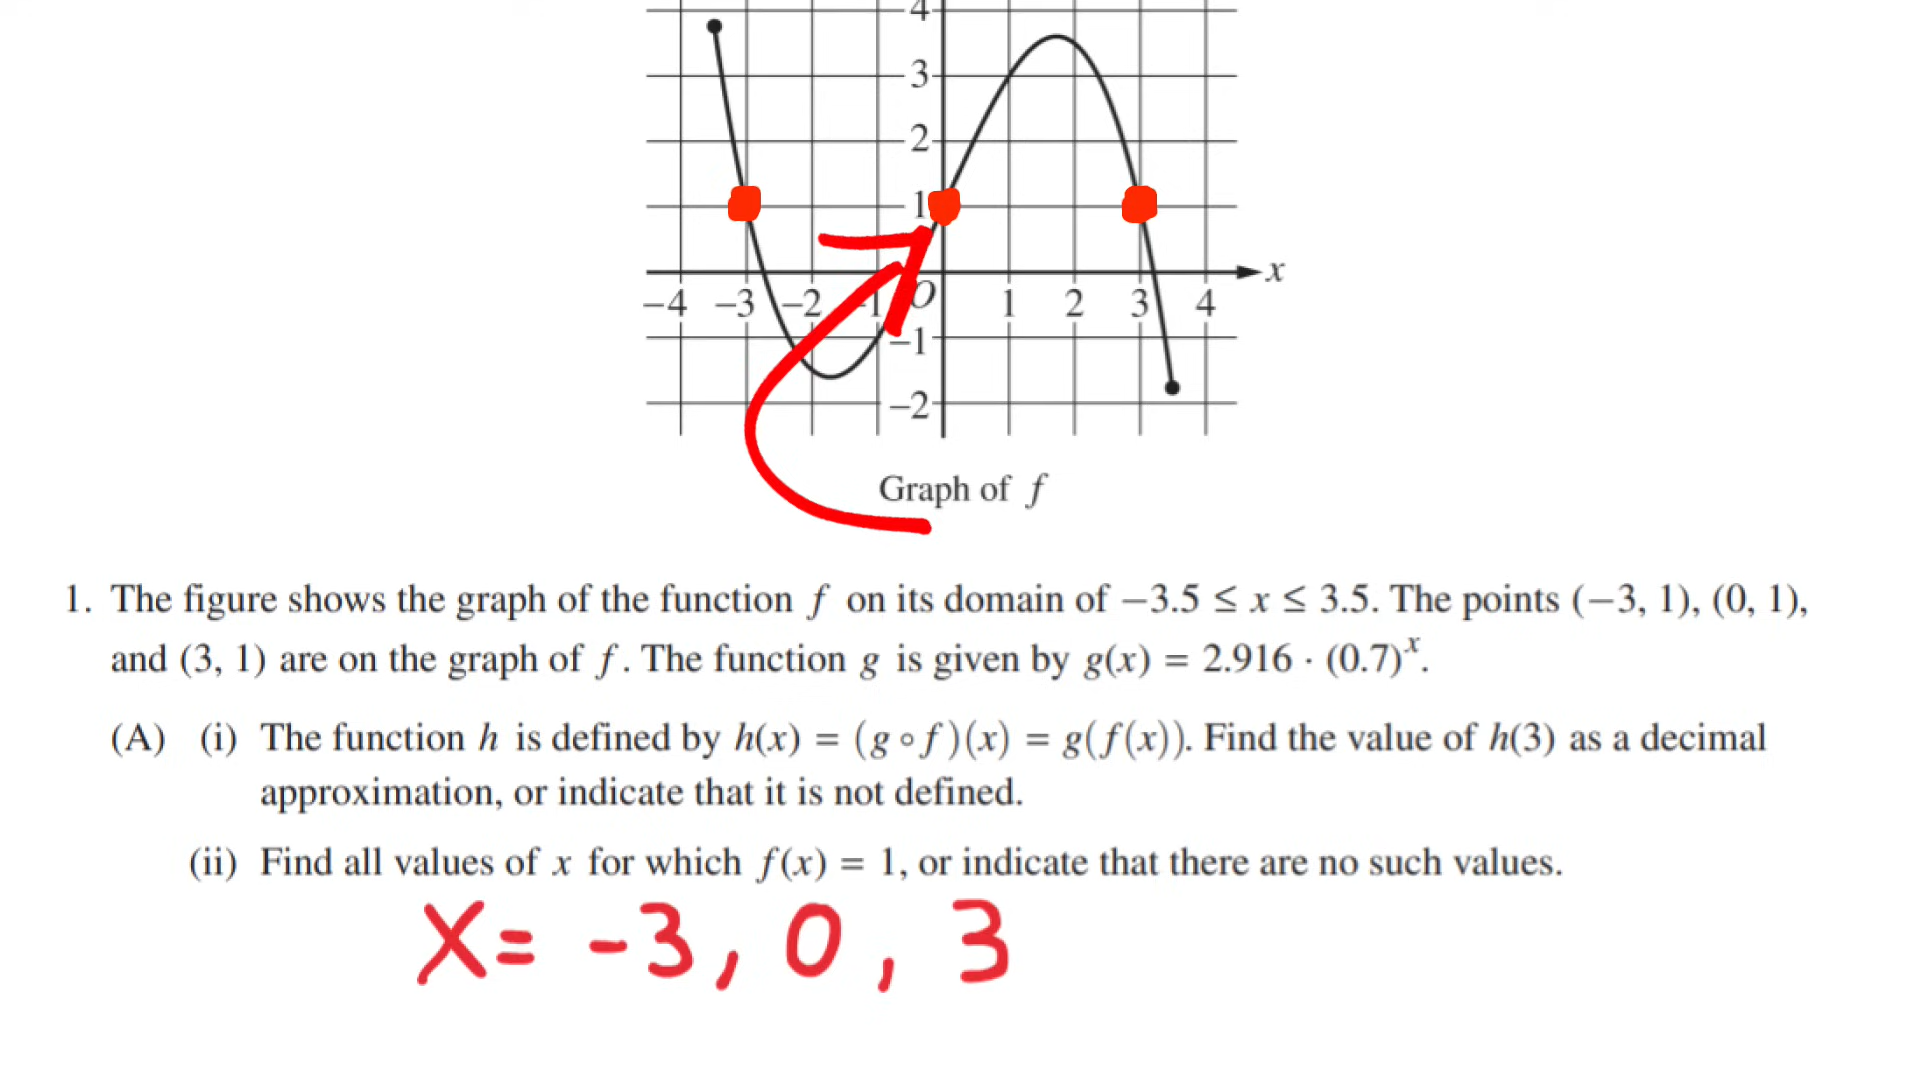 4
3
2
1
x
−4 −3 −2 −1 O 1 2 3 4
−1
−2
Graph of f
1. The figure shows the graph of the function f on its domain of −3.5 ≤ x ≤ 3.5. The points (−3, 1), (0, 1),
and (3, 1) are on the graph of f. The function g is given by g(x) = 2.916 · (0.7)ˣ.
(A) (i) The function h is defined by h(x) = (g ∘ f)(x) = g(f(x)). Find the value of h(3) as a decimal
approximation, or indicate that it is not defined.
(ii) Find all values of x for which f(x) = 1, or indicate that there are no such values.
X= -3, 0, 3